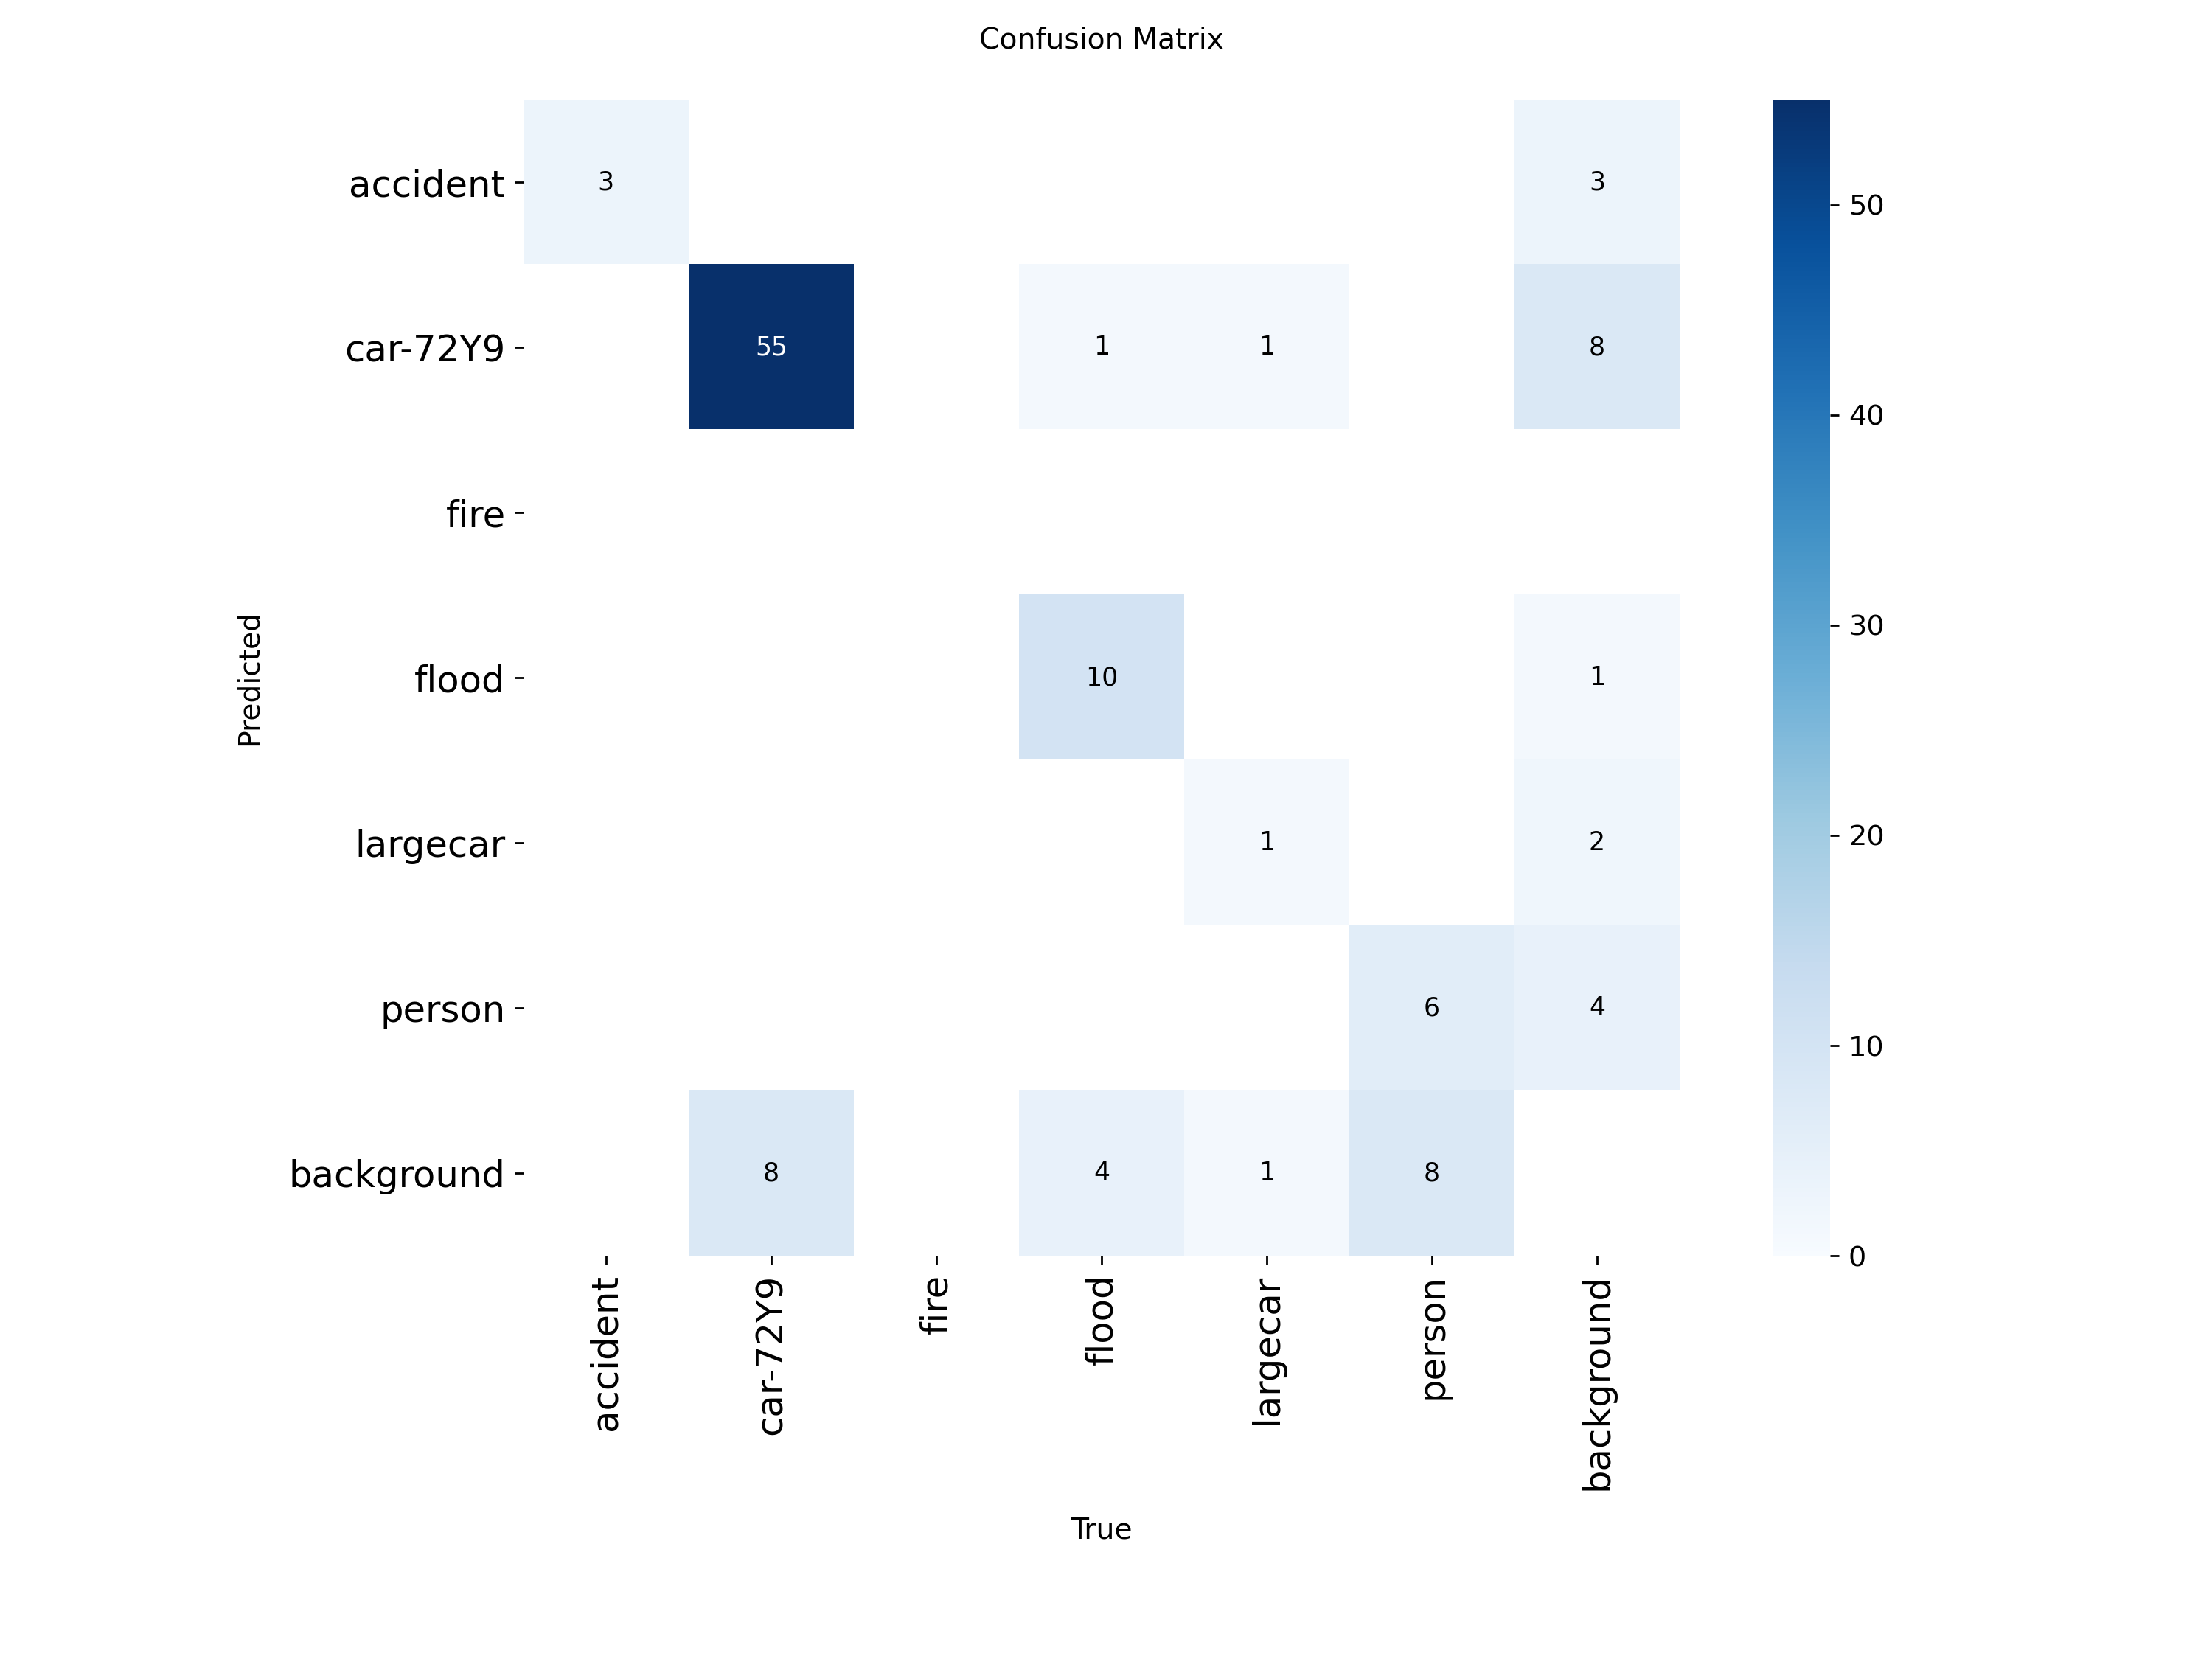 Confusion Matrix
accident 3 3
50
car-72Y9 55 1 1 8
40
fire
30
flood 10 1
Predicted
20
largecar 1 2
person 6 4
10
background 8 4 1 8
0
accident car-72Y9 fire flood largecar person background
True